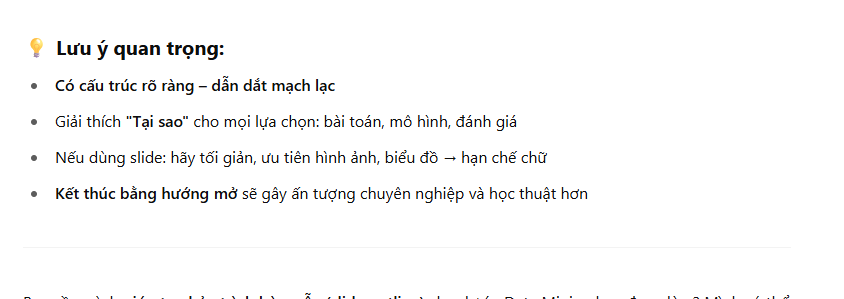 💡 Lưu ý quan trọng:
• Có cấu trúc rõ ràng – dẫn dắt mạch lạc
• Giải thích "Tại sao" cho mọi lựa chọn: bài toán, mô hình, đánh giá
• Nếu dùng slide: hãy tối giản, ưu tiên hình ảnh, biểu đồ → hạn chế chữ
• Kết thúc bằng hướng mở sẽ gây ấn tượng chuyên nghiệp và học thuật hơn